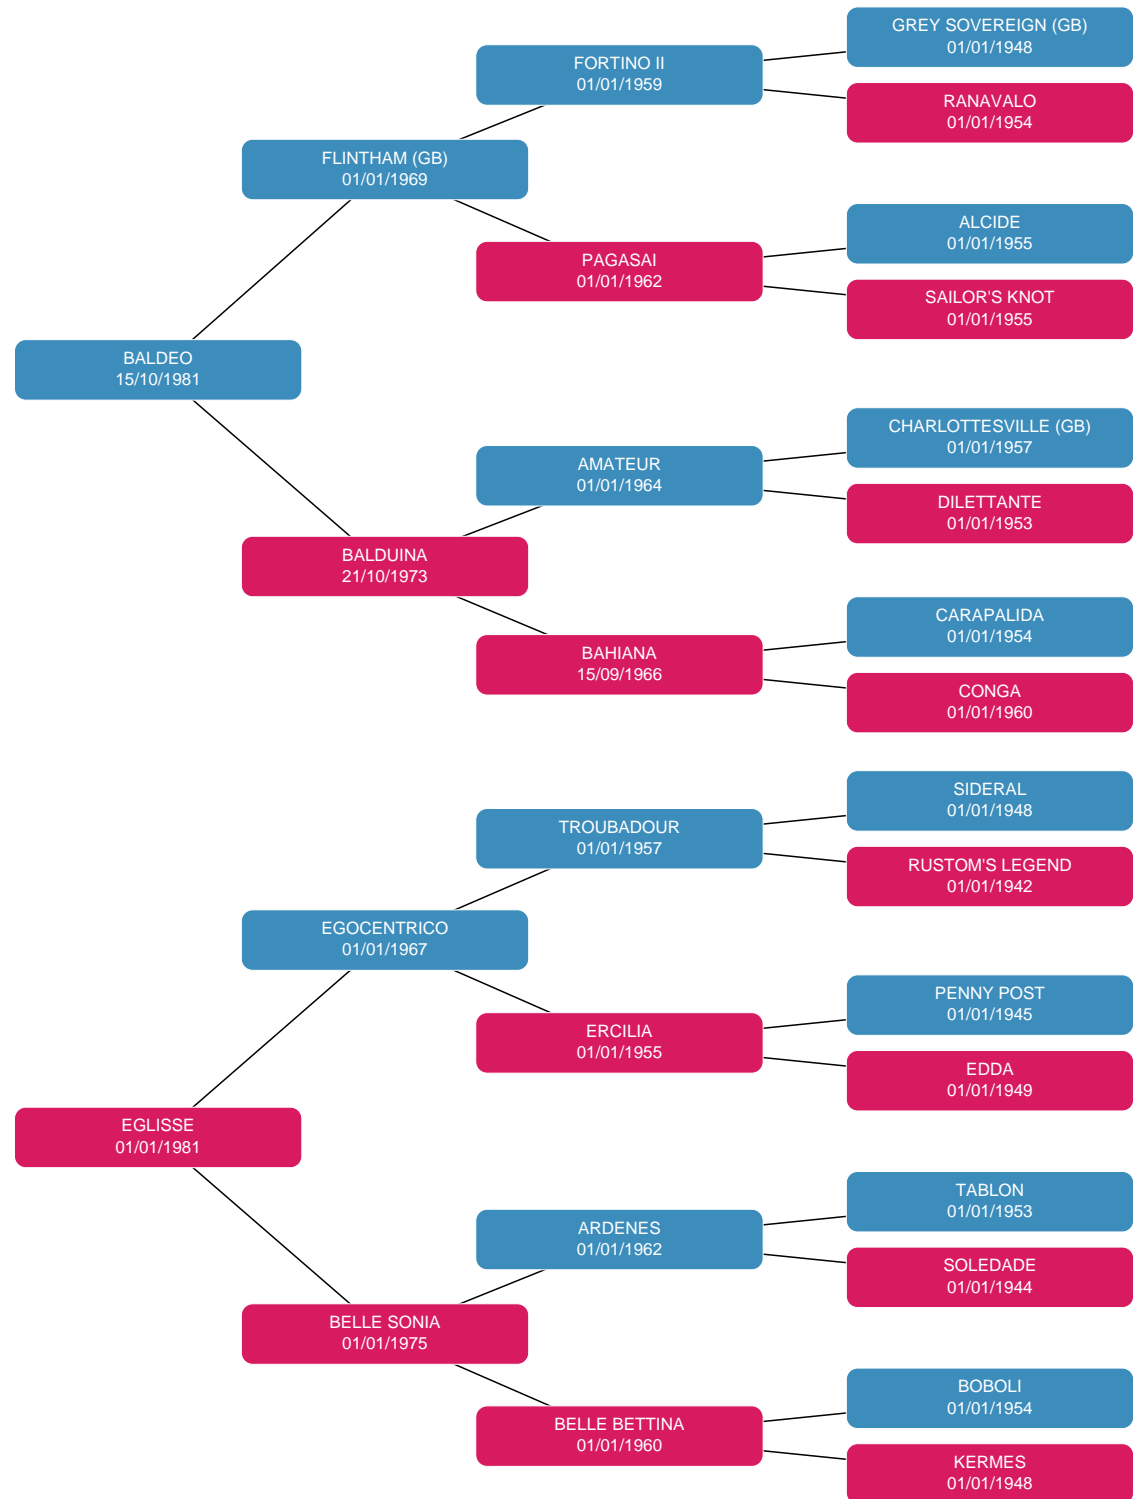 GREY SOVEREIGN (GB)
01/01/1948
FORTINO II
01/01/1959
RANAVALO
01/01/1954
FLINTHAM (GB)
01/01/1969
ALCIDE
01/01/1955
PAGASAI
01/01/1962
SAILOR'S KNOT
01/01/1955
BALDEO
15/10/1981
CHARLOTTESVILLE (GB)
01/01/1957
AMATEUR
01/01/1964
DILETTANTE
01/01/1953
BALDUINA
21/10/1973
CARAPALIDA
01/01/1954
BAHIANA
15/09/1966
CONGA
01/01/1960
SIDERAL
01/01/1948
TROUBADOUR
01/01/1957
RUSTOM'S LEGEND
01/01/1942
EGOCENTRICO
01/01/1967
PENNY POST
01/01/1945
ERCILIA
01/01/1955
EDDA
01/01/1949
EGLISSE
01/01/1981
TABLON
01/01/1953
ARDENES
01/01/1962
SOLEDADE
01/01/1944
BELLE SONIA
01/01/1975
BOBOLI
01/01/1954
BELLE BETTINA
01/01/1960
KERMES
01/01/1948